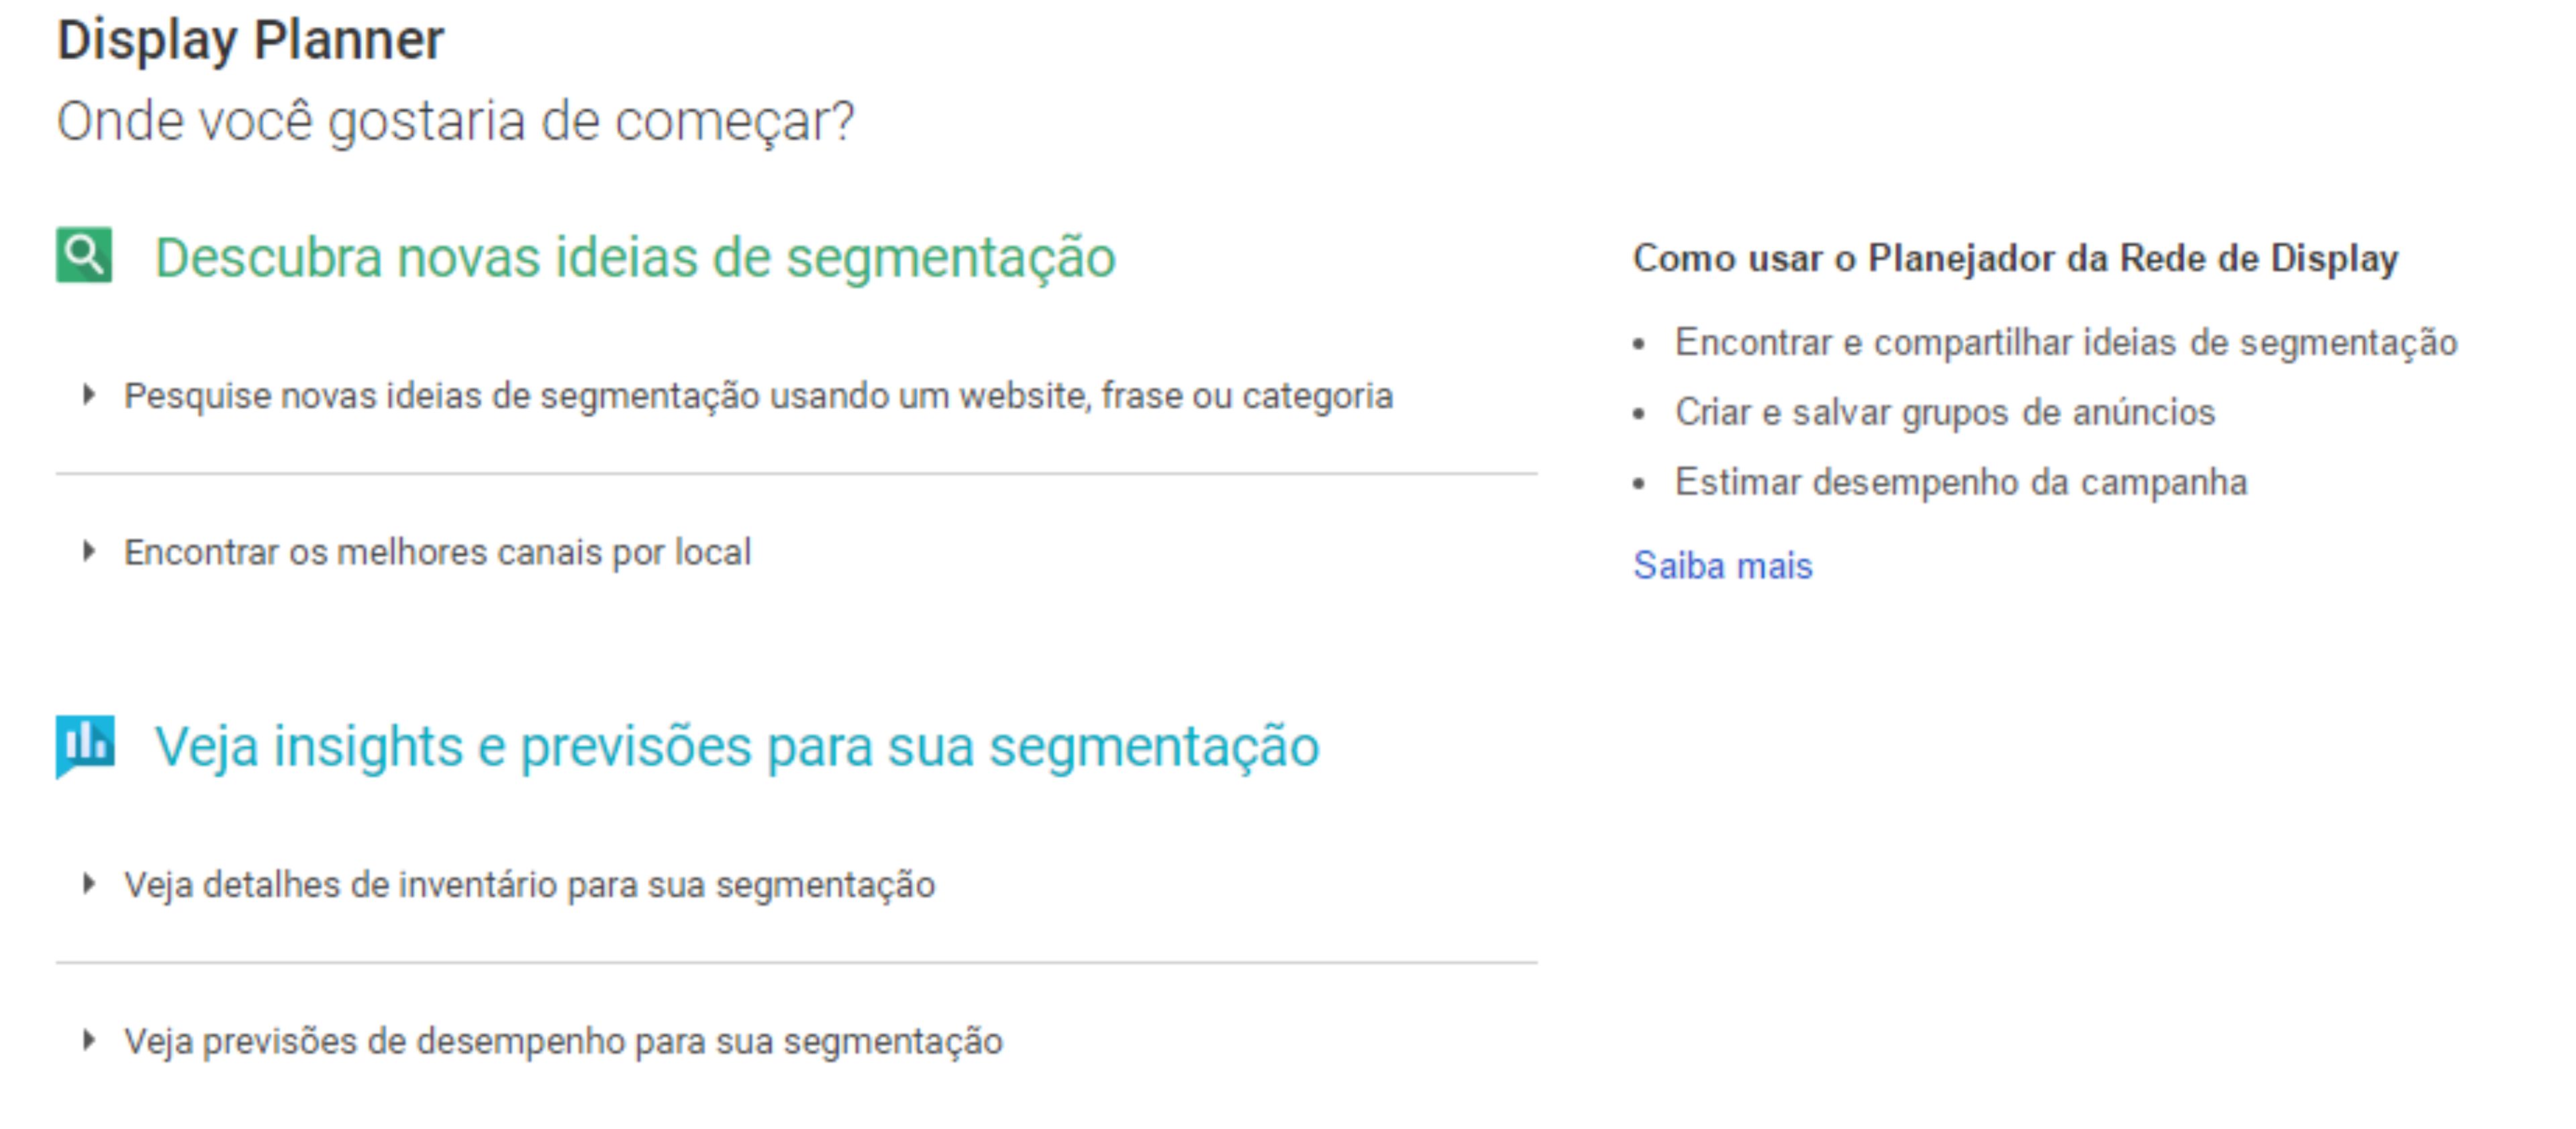 Display Planner
Onde você gostaria de começar?
Descubra novas ideias de segmentação
Pesquise novas ideias de segmentação usando um website, frase ou categoria
Encontrar os melhores canais por local
Veja insights e previsões para sua segmentação
Veja detalhes de inventário para sua segmentação
Veja previsões de desempenho para sua segmentação
Como usar o Planejador da Rede de Display
• Encontrar e compartilhar ideias de segmentação
• Criar e salvar grupos de anúncios
• Estimar desempenho da campanha
Saiba mais